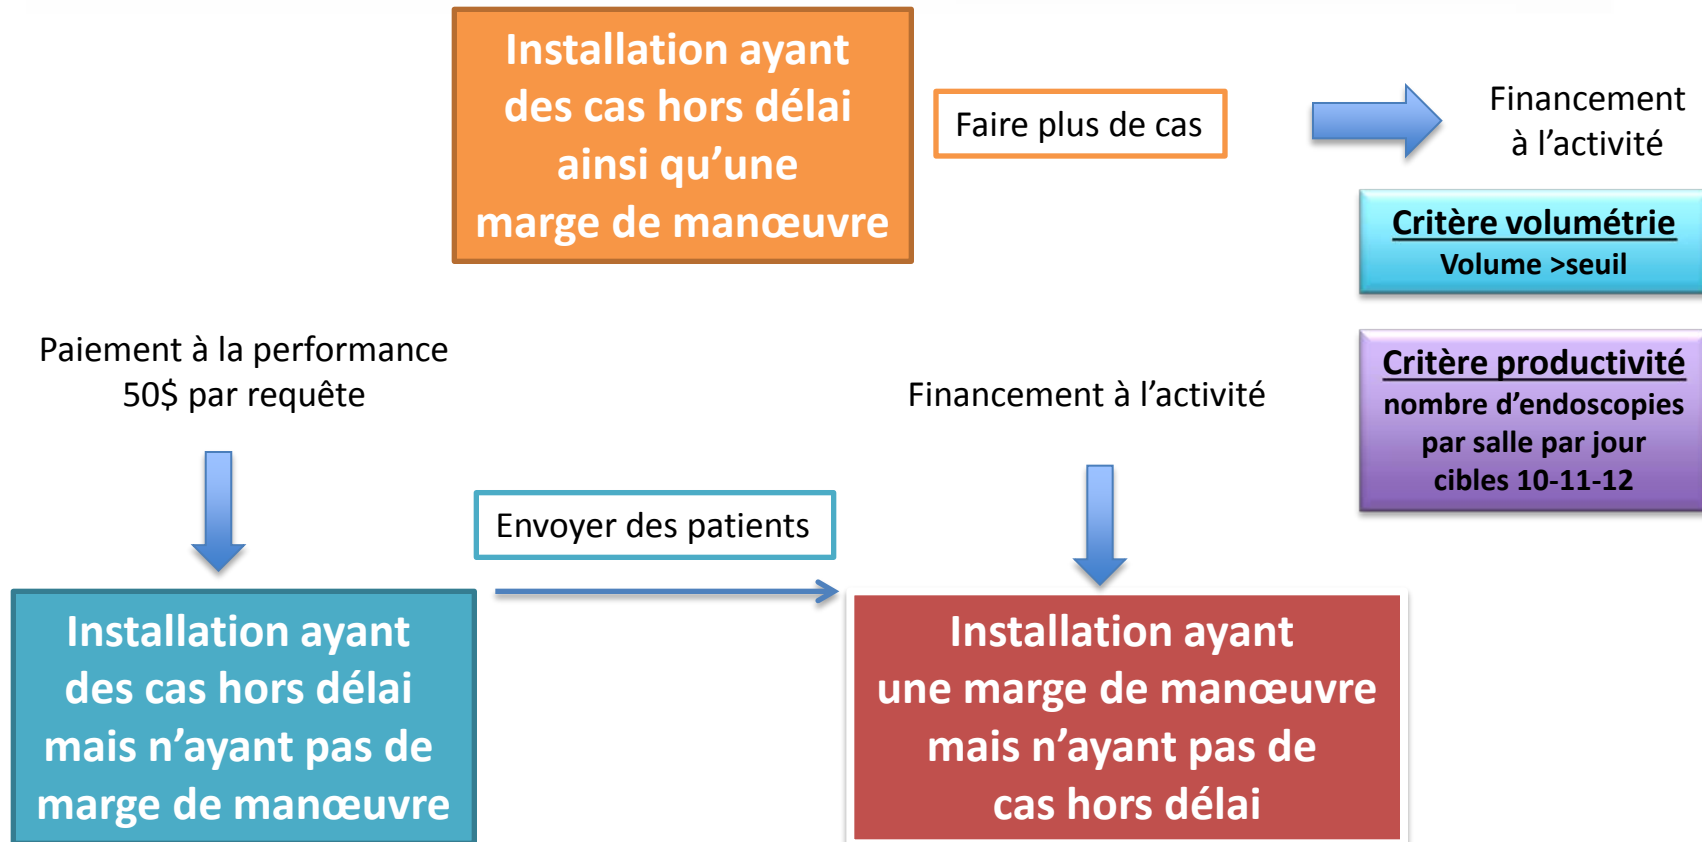 Installation ayant
des cas hors délai
ainsi qu'une
marge de manœuvre
Faire plus de cas
Financement
à l'activité
Critère volumétrie
Volume >seuil
Critère productivité
nombre d'endoscopies
par salle par jour
cibles 10-11-12
Paiement à la performance
50$ par requête
Financement à l'activité
Envoyer des patients
Installation ayant
des cas hors délai
mais n'ayant pas de
marge de manœuvre
Installation ayant
une marge de manœuvre
mais n'ayant pas de
cas hors délai